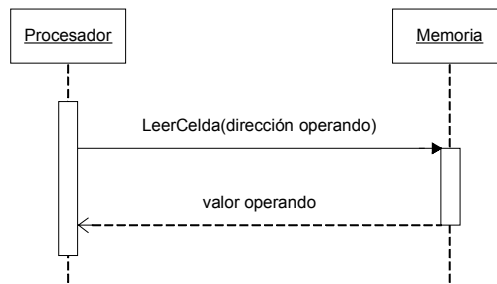 Procesador
Memoria
LeerCelda(dirección operando)
valor operando